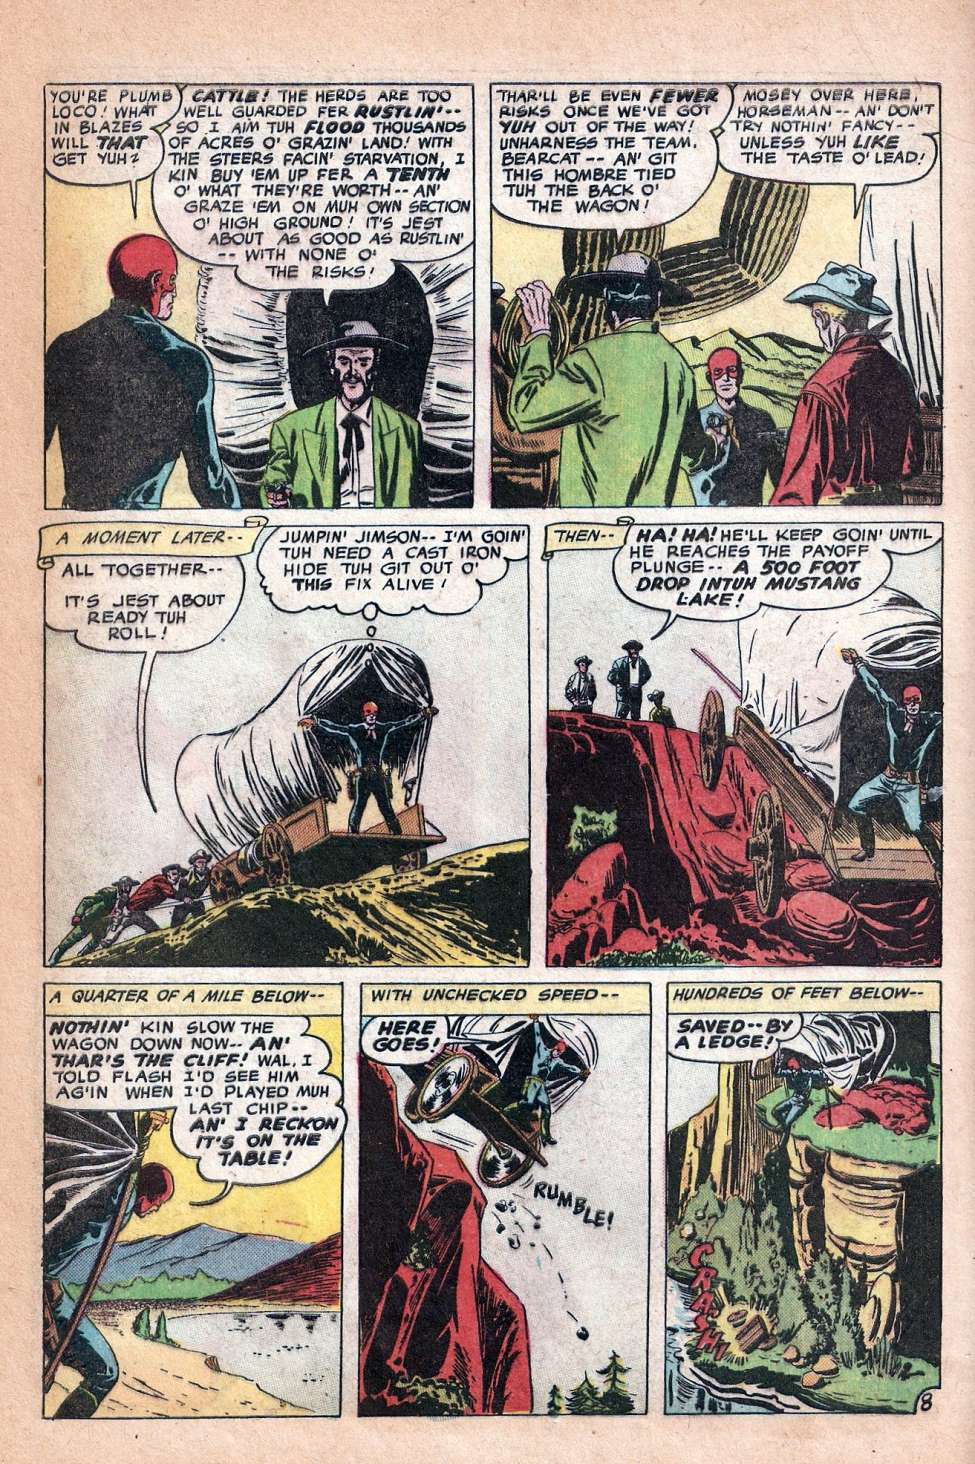 YOU'RE PLUMB
LOCO! WHAT
IN BLAZES
WILL THAT
GET YUH?
CATTLE! THE HERDS ARE TOO
WELL GUARDED FER RUSTLIN'--
SO I AIM TUH FLOOD THOUSANDS
OF ACRES O' GRAZIN' LAND! WITH
THE STEERS FACIN' STARVATION, I
KIN BUY 'EM UP FER A TENTH
O' WHAT THEY'RE WORTH-- AN'
GRAZE 'EM ON MUH OWN SECTION
O' HIGH GROUND! IT'S JEST
ABOUT AS GOOD AS RUSTLIN'
-- WITH NONE O'
THE RISKS!
THAR'LL BE EVEN FEWER
RISKS ONCE WE'VE GOT
YUH OUT OF THE WAY!
UNHARNESS THE TEAM,
BEARCAT-- AN' GIT
THIS HOMBRE TIED
TUH THE BACK O'
THE WAGON!
MOSEY OVER HERE,
HORSEMAN-- AN' DON'T
TRY NOTHIN' FANCY--
UNLESS YUH LIKE
THE TASTE O' LEAD!
A MOMENT LATER--
ALL TOGETHER--
IT'S JEST ABOUT
READY TUH
ROLL!
JUMPIN' JIMSON-- I'M GOIN'
TUH NEED A CAST IRON
HIDE TUH GIT OUT O'
THIS FIX ALIVE!
THEN--
HA! HA! HE'LL KEEP GOIN' UNTIL
HE REACHES THE PAYOFF
PLUNGE-- A 500 FOOT
DROP INTUH MUSTANG
LAKE!
A QUARTER OF A MILE BELOW--
NOTHIN' KIN SLOW THE
WAGON DOWN NOW-- AN'
THAR'S THE CLIFF! WAL, I
TOLD FLASH I'D SEE HIM
AG'IN WHEN I'D PLAYED MUH
LAST CHIP--
AN' I RECKON
IT'S ON THE
TABLE!
WITH UNCHECKED SPEED--
HERE
GOES!
RUMBLE!
HUNDREDS OF FEET BELOW--
SAVED--BY
A LEDGE!
CRASH!
8